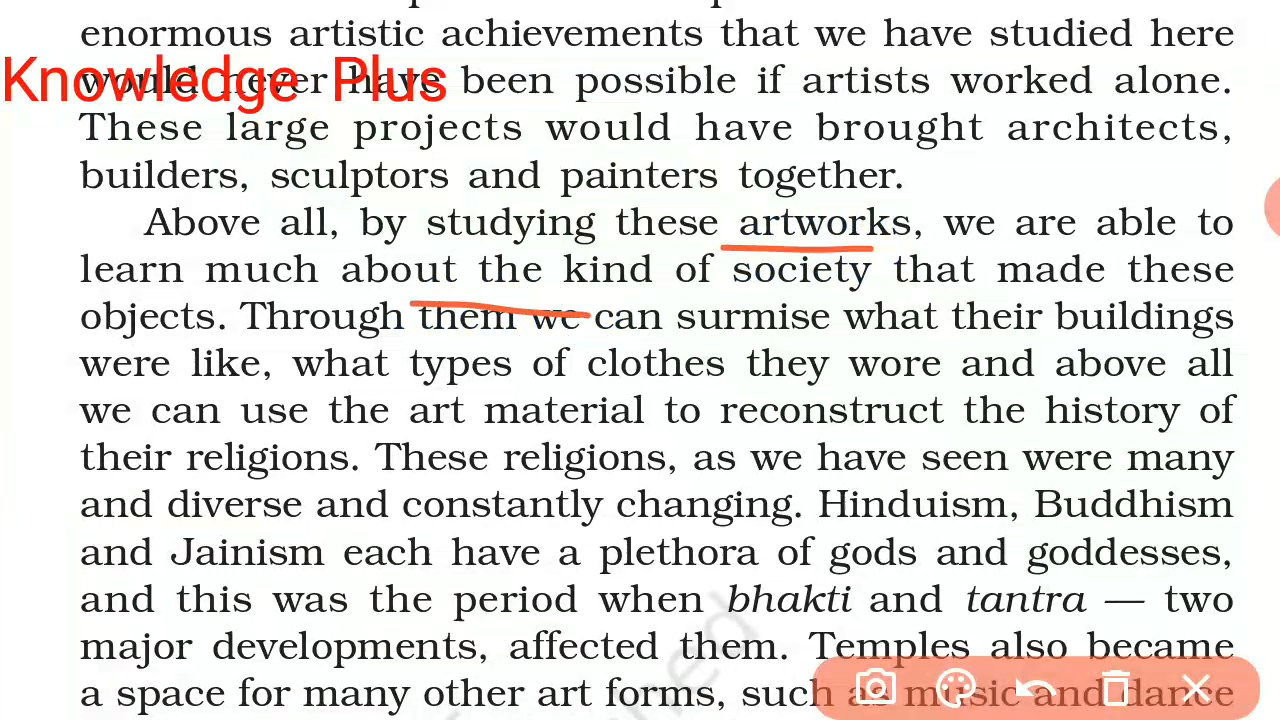 enormous artistic achievements that we have studied here
Knowledge Plus
would never have been possible if artists worked alone.
These large projects would have brought architects,
builders, sculptors and painters together.
Above all, by studying these artworks, we are able to
learn much about the kind of society that made these
objects. Through them we can surmise what their buildings
were like, what types of clothes they wore and above all
we can use the art material to reconstruct the history of
their religions. These religions, as we have seen were many
and diverse and constantly changing. Hinduism, Buddhism
and Jainism each have a plethora of gods and goddesses,
and this was the period when bhakti and tantra — two
major developments, affected them. Temples also became
a space for many other art forms, such as music and dance